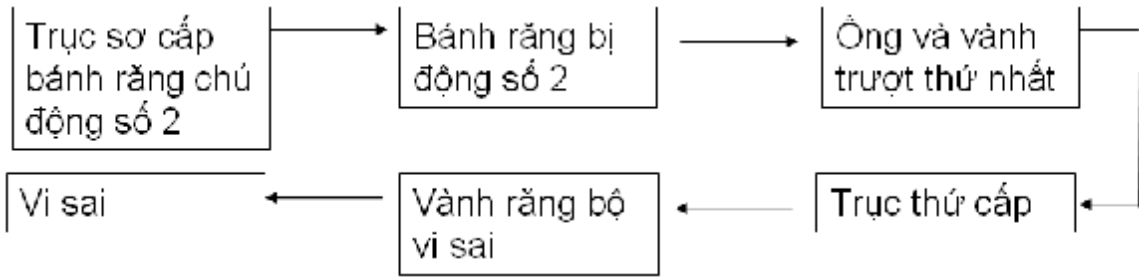 Trục sơ cấp
bánh răng chủ
động số 2
Bánh răng bị
động số 2
Ống và vành
trượt thứ nhất
Vi sai
Vành răng bộ
vi sai
Trục thứ cấp